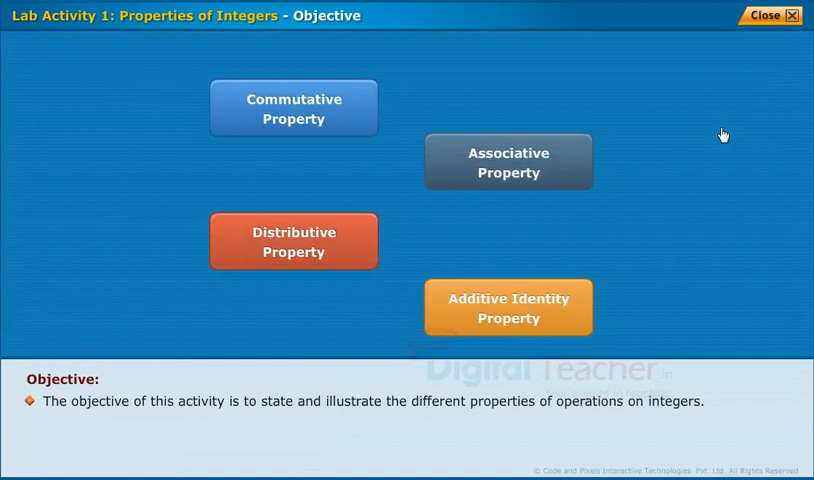 Lab Activity 1: Properties of Integers - Objective
Close
Commutative
Property
Associative
Property
Distributive
Property
Additive Identity
Property
Digital Teacher.in
Objective:
The objective of this activity is to state and illustrate the different properties of operations on integers.
© Code and Pixels Interactive Technologies Pvt. Ltd. All Rights Reserved.